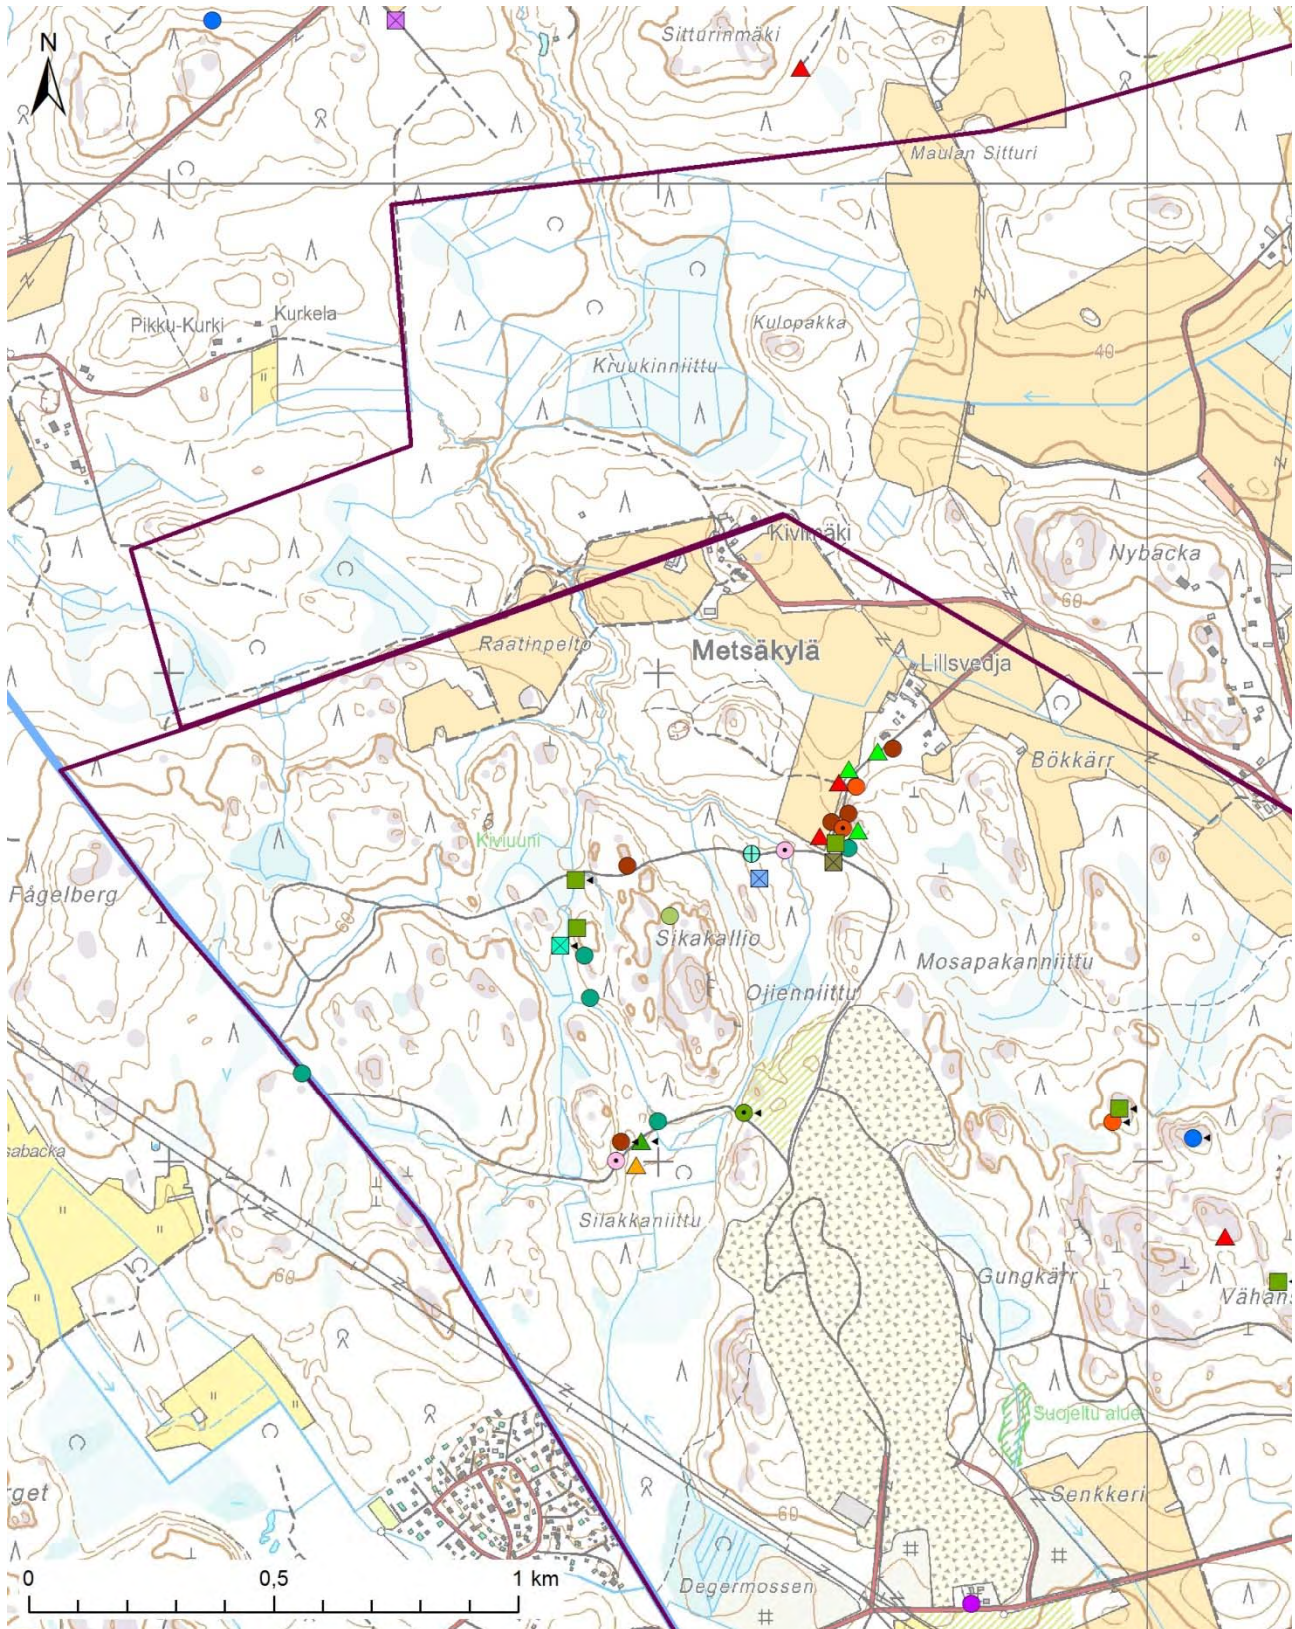 Sitturinmäki
N
Maulan Sitturi
Kurkela
Pikku-Kurki
Kulopakka
40
Kruukinniittu
Kivimäki
Nybacka
60
Raatinpelto
Metsäkylä
Lillsvedja
Bökkärr
Kiviuuni
Fågelberg
60
Sikakallio
Mosapakanniittu
Ojienniittu
sabacka
Silakkaniittu
60
Gungkärr
Vähans
Suojeltu alue
rget
Senkkeri
60
Degermossen
0 0,5 1 km